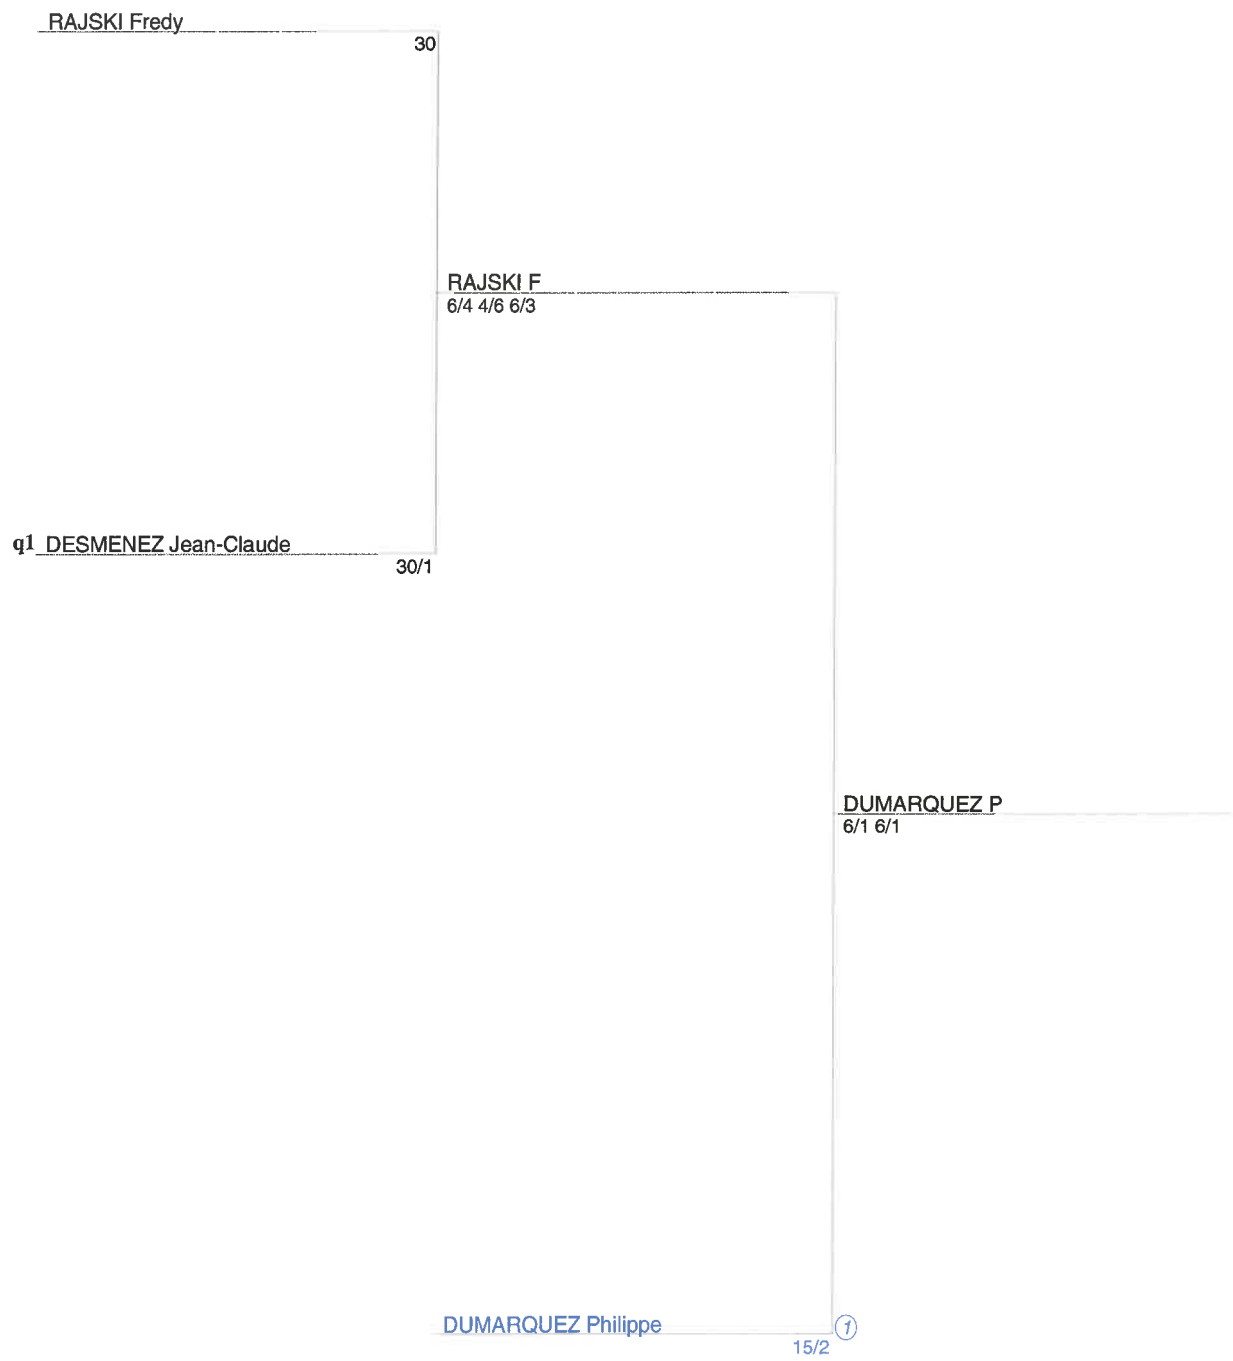 RAJSKI Fredy
30
RAJSKI F
6/4 4/6 6/3
q1 DESMENEZ Jean-Claude
30/1
DUMARQUEZ P
6/1 6/1
DUMARQUEZ Philippe 1
15/2